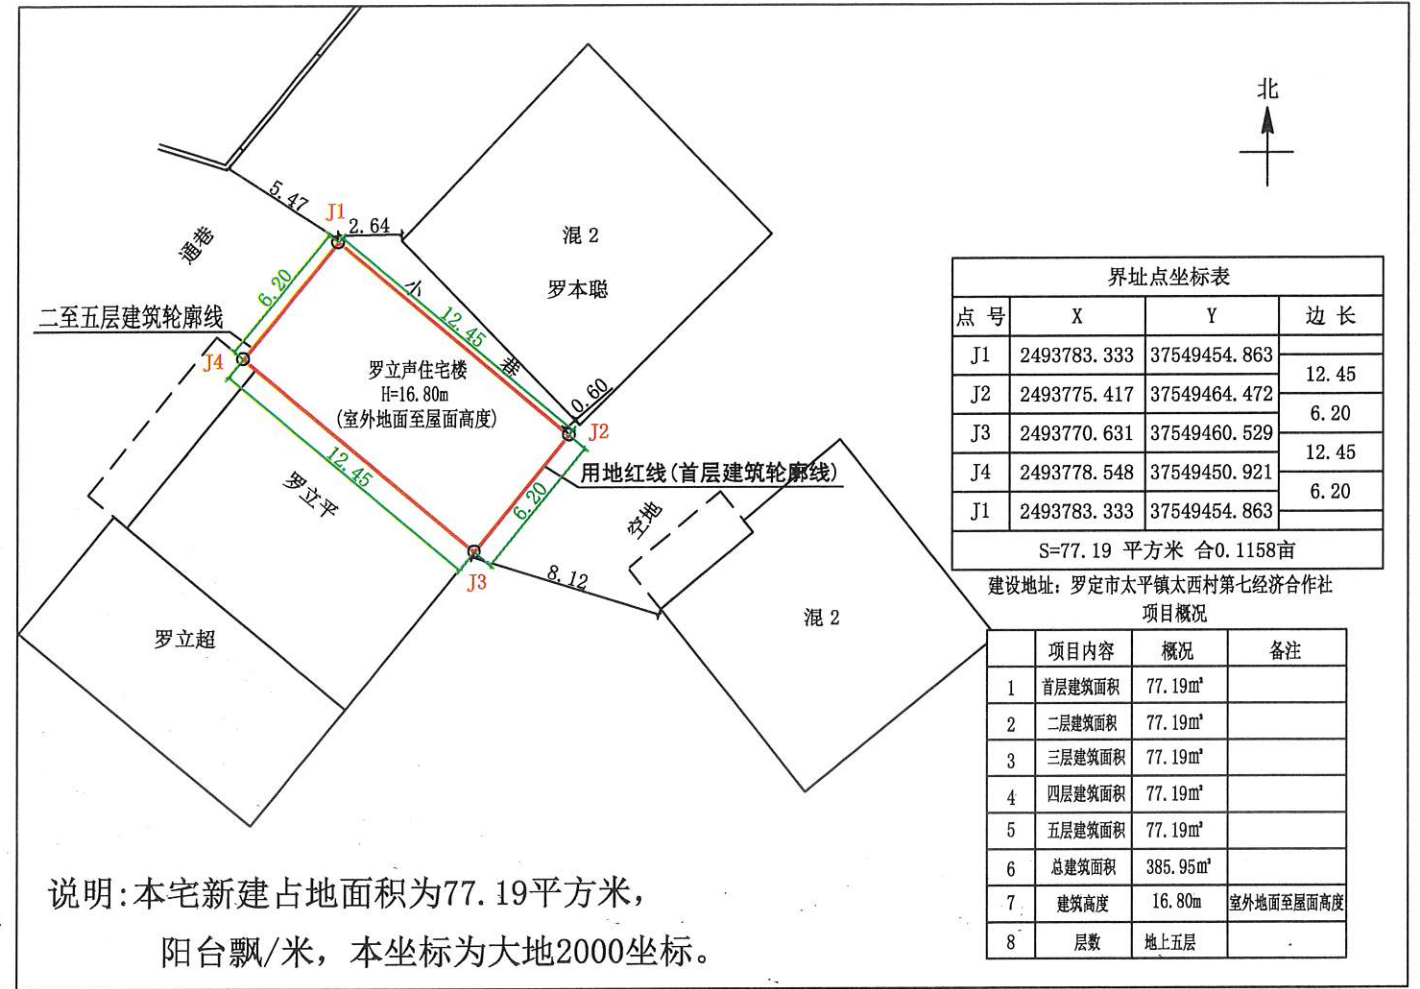 北
5.47
J1
2.64
通巷
6.20
混2
罗本聪
小
巷
12.45
二至五层建筑轮廓线
J4
罗立声住宅楼
H=16.80m
(室外地面至屋面高度)
0.60
J2
12.45
罗立平
用地红线(首层建筑轮廓线)
6.20
空地
J3
8.12
混2
罗立超
界址点坐标表
点号 X Y 边长
J1 2493783.333 37549454.863
12.45
J2 2493775.417 37549464.472
6.20
J3 2493770.631 37549460.529
12.45
J4 2493778.548 37549450.921
6.20
J1 2493783.333 37549454.863
S=77.19 平方米 合0.1158亩
建设地址：罗定市太平镇太西村第七经济合作社
项目概况
项目内容 概况 备注
1 首层建筑面积 77.19m²
2 二层建筑面积 77.19m²
3 三层建筑面积 77.19m²
4 四层建筑面积 77.19m²
5 五层建筑面积 77.19m²
6 总建筑面积 385.95m²
7 建筑高度 16.80m 室外地面至屋面高度
8 层数 地上五层
说明:本宅新建占地面积为77.19平方米，
阳台飘/米，本坐标为大地2000坐标。